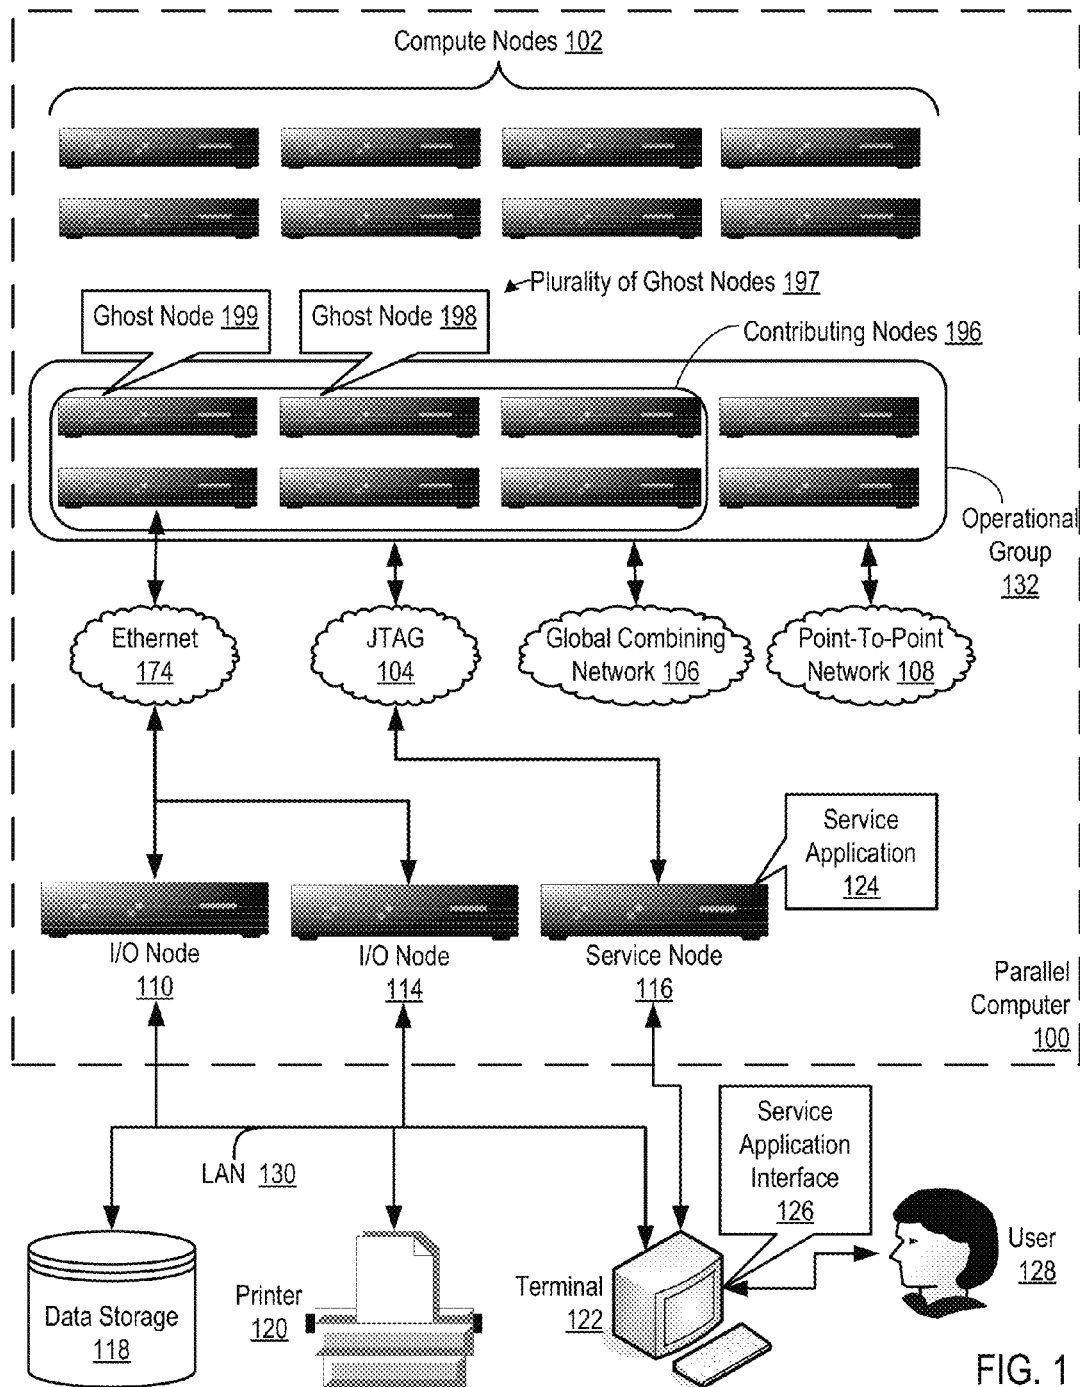 Compute Nodes 102
Plurality of Ghost Nodes 197
Ghost Node 199
Ghost Node 198
Contributing Nodes 196
Operational
Group
132
Ethernet
174
JTAG
104
Global Combining
Network 106
Point-To-Point
Network 108
Service
Application
124
I/O Node
110
I/O Node
114
Service Node
116
Parallel
Computer
100
LAN 130
Service
Application
Interface
126
Data Storage
118
Printer
120
Terminal
122
User
128
FIG. 1